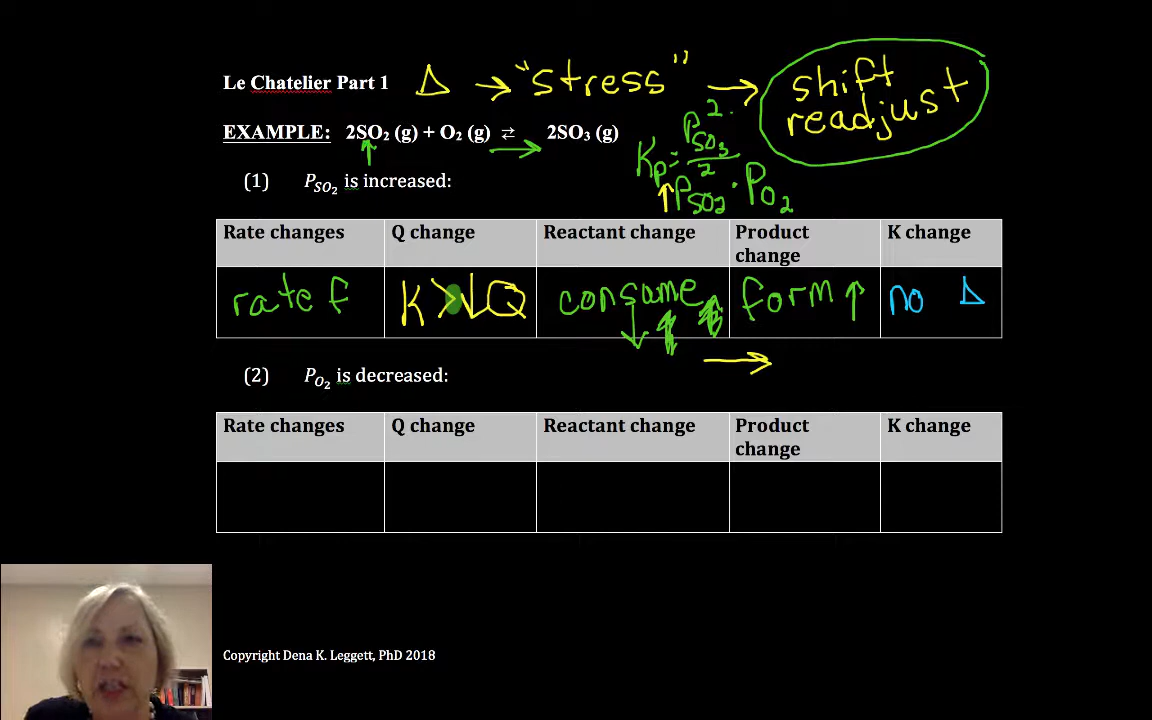 Le Chatelier Part 1 Δ → "stress" → shift readjust
EXAMPLE: 2SO₂ (g) + O₂ (g) ⇄ 2SO₃ (g)
↑ →
Kp = P²SO₃ / P²SO₂ · PO₂
(1) PSO₂ is increased:
↑
Rate changes Q change Reactant change Product change K change
rate f K > ↓Q consume ↓ form ↑ no Δ
→
(2) PO₂ is decreased:
Rate changes Q change Reactant change Product change K change
Copyright Dena K. Leggett, PhD 2018